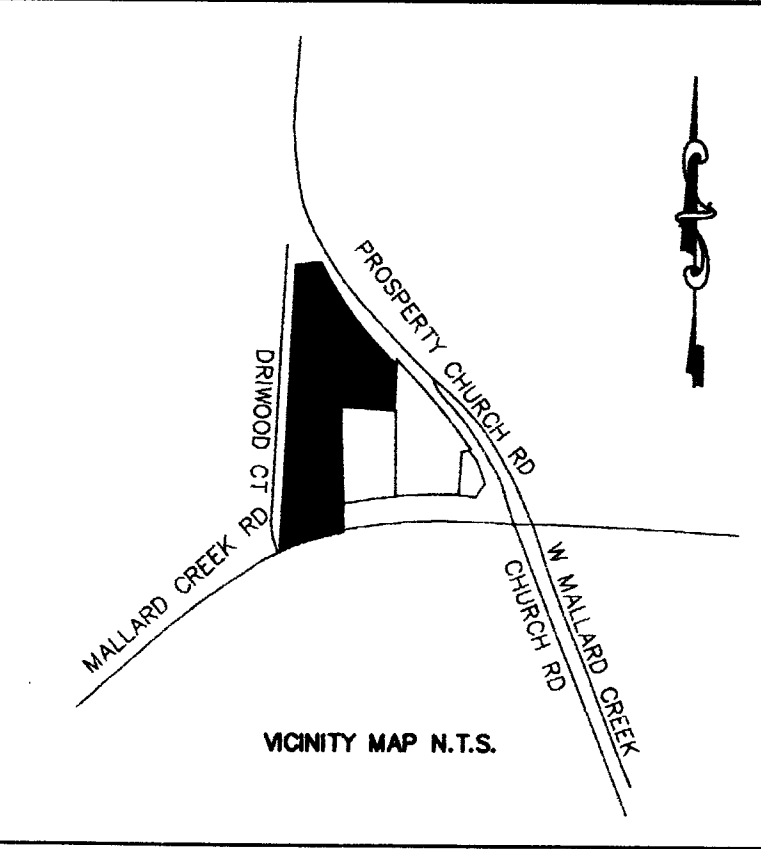 PROSPERTY CHURCH RD
DRIWOOD CT
MALLARD CREEK RD
W MALLARD CREEK
CHURCH RD
VICINITY MAP N.T.S.